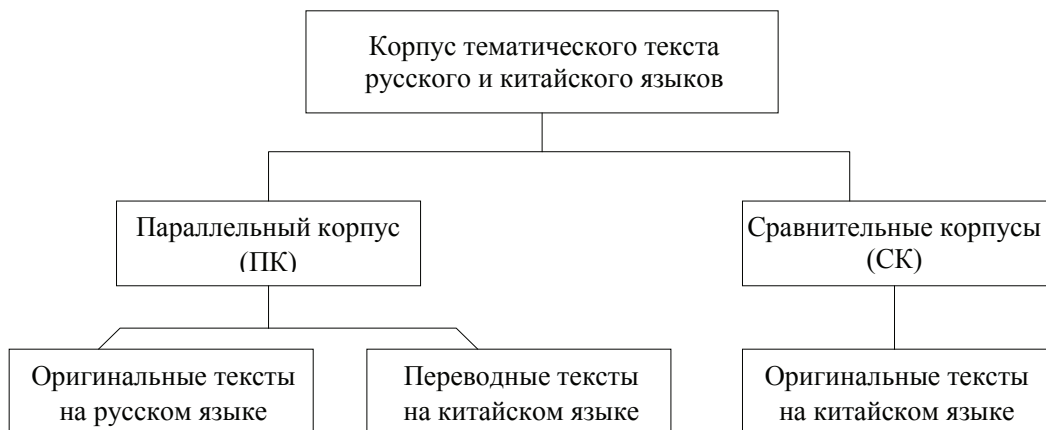 Корпус тематического текста
русского и китайского языков
Параллельный корпус
(ПК)
Сравнительные корпусы
(СК)
Оригинальные тексты
на русском языке
Переводные тексты
на китайском языке
Оригинальные тексты
на китайском языке